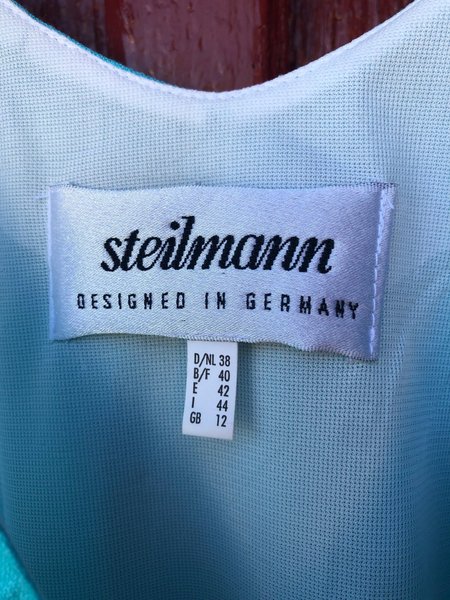 steilmann
DESIGNED IN GERMANY
D/NL 38
B/F 40
E 42
I 44
GB 12